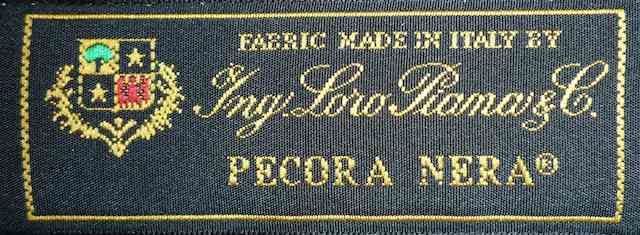 FABRIC MADE IN ITALY BY
Ing. Loro Piana & C.
PECORA NERA®